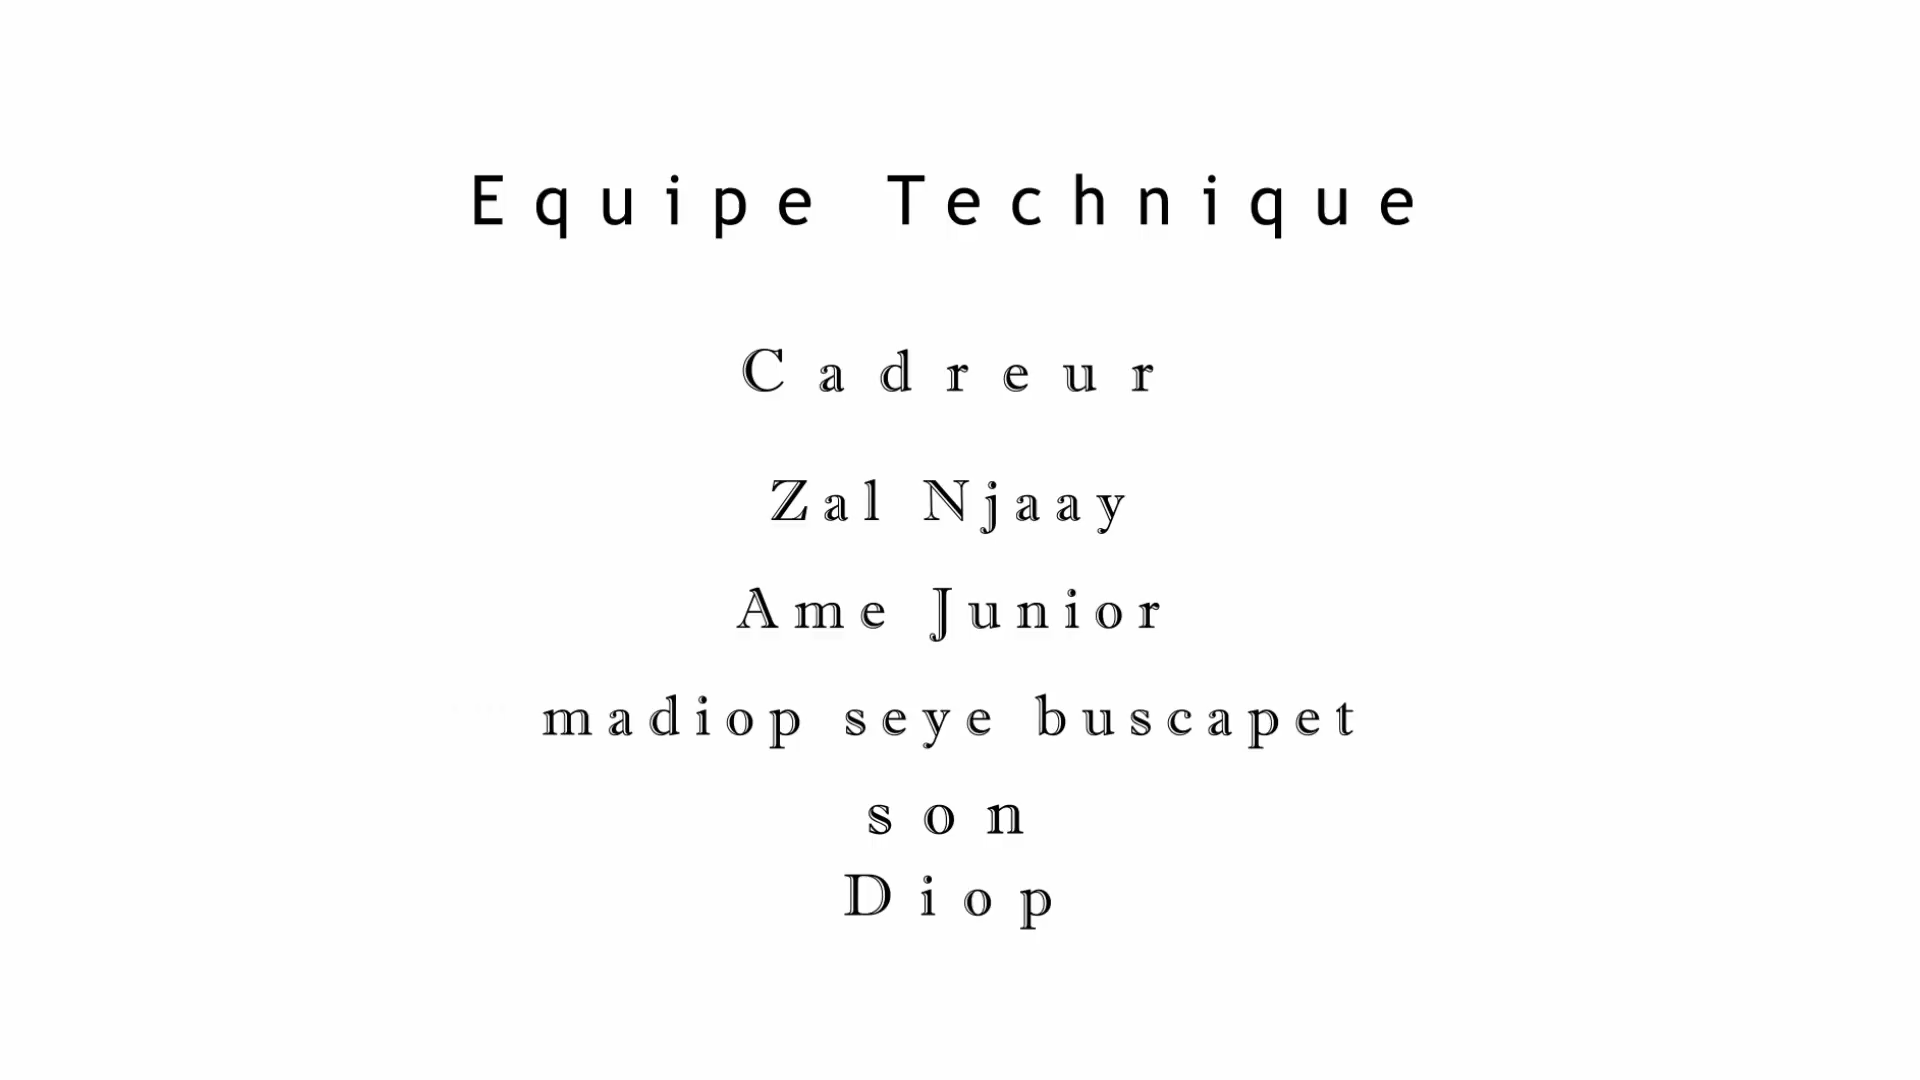 Equipe Technique
Cadreur
Zal Njaay
Ame Junior
madiop seye buscapet
son
Diop